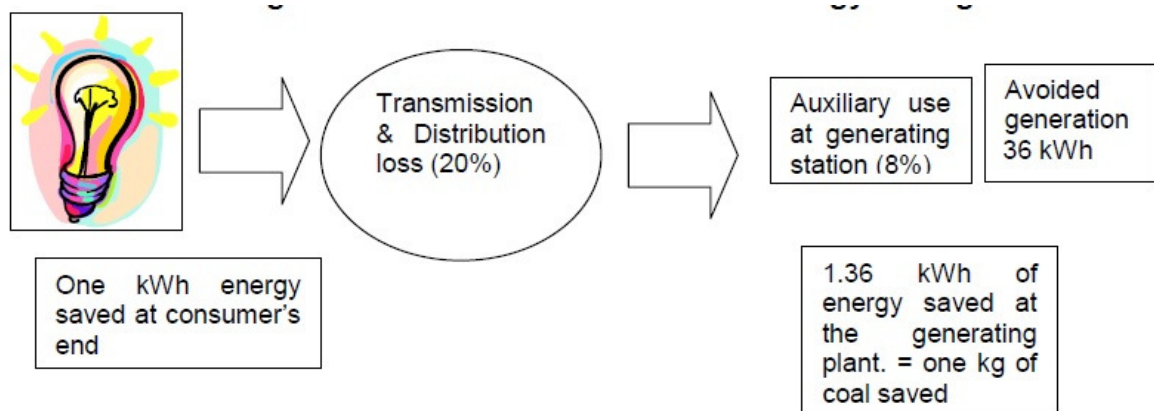 Transmission
& Distribution
loss (20%)
Auxiliary use
at generating
station (8%)
Avoided
generation
36 kWh
One kWh energy
saved at consumer's
end
1.36 kWh of
energy saved at
the generating
plant. = one kg of
coal saved